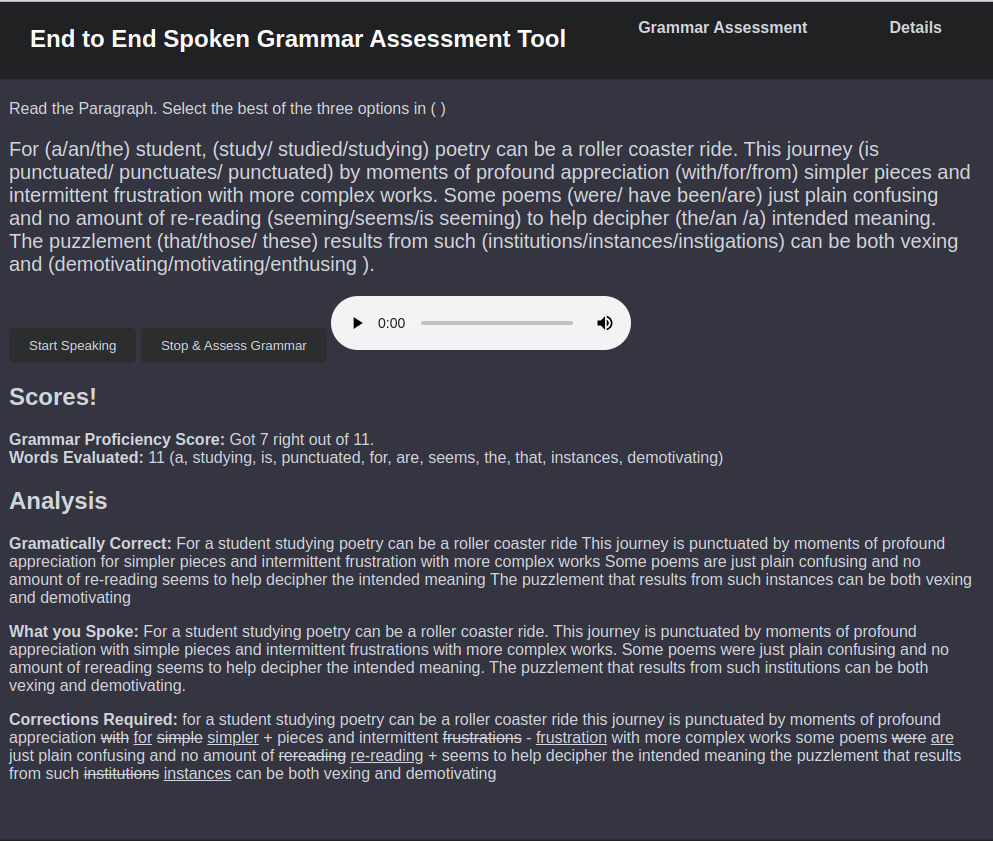 End to End Spoken Grammar Assessment Tool
Grammar Assessment
Details
Read the Paragraph. Select the best of the three options in ( )
For (a/an/the) student, (study/ studied/studying) poetry can be a roller coaster ride. This journey (is
punctuated/ punctuates/ punctuated) by moments of profound appreciation (with/for/from) simpler pieces and
intermittent frustration with more complex works. Some poems (were/ have been/are) just plain confusing
and no amount of re-reading (seeming/seems/is seeming) to help decipher (the/an /a) intended meaning.
The puzzlement (that/those/ these) results from such (institutions/instances/instigations) can be both vexing
and (demotivating/motivating/enthusing ).
0:00
Start Speaking
Stop & Assess Grammar
Scores!
Grammar Proficiency Score: Got 7 right out of 11.
Words Evaluated: 11 (a, studying, is, punctuated, for, are, seems, the, that, instances, demotivating)
Analysis
Gramatically Correct: For a student studying poetry can be a roller coaster ride This journey is punctuated by moments of profound
appreciation for simpler pieces and intermittent frustration with more complex works Some poems are just plain confusing and no
amount of re-reading seems to help decipher the intended meaning The puzzlement that results from such instances can be both vexing
and demotivating
What you Spoke: For a student studying poetry can be a roller coaster ride. This journey is punctuated by moments of profound
appreciation with simple pieces and intermittent frustrations with more complex works. Some poems were just plain confusing and no
amount of rereading seems to help decipher the intended meaning. The puzzlement that results from such institutions can be both
vexing and demotivating.
Corrections Required: for a student studying poetry can be a roller coaster ride this journey is punctuated by moments of profound
appreciation with for simple simpler + pieces and intermittent frustrations - frustration with more complex works some poems were are
just plain confusing and no amount of rereading re-reading + seems to help decipher the intended meaning the puzzlement that results
from such institutions instances can be both vexing and demotivating